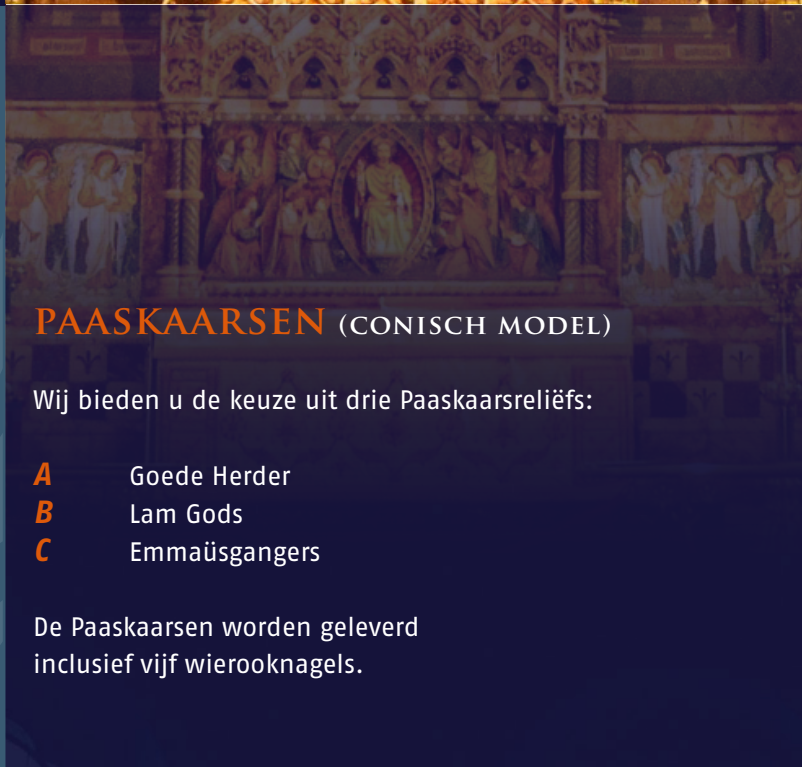 PAASKAARSEN (CONISCH MODEL)
Wij bieden u de keuze uit drie Paaskaarsreliëfs:
A Goede Herder
B Lam Gods
C Emmaüsgangers
De Paaskaarsen worden geleverd
inclusief vijf wierooknagels.